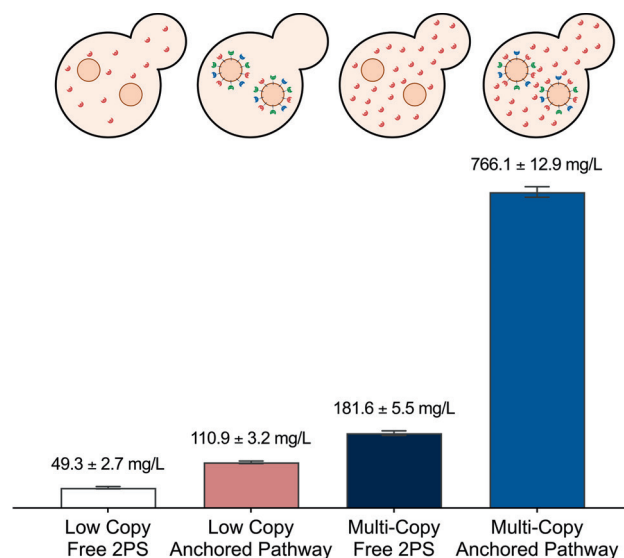 766.1 ± 12.9 mg/L
181.6 ± 5.5 mg/L
110.9 ± 3.2 mg/L
49.3 ± 2.7 mg/L
Low Copy
Free 2PS
Low Copy
Anchored Pathway
Multi-Copy
Free 2PS
Multi-Copy
Anchored Pathway